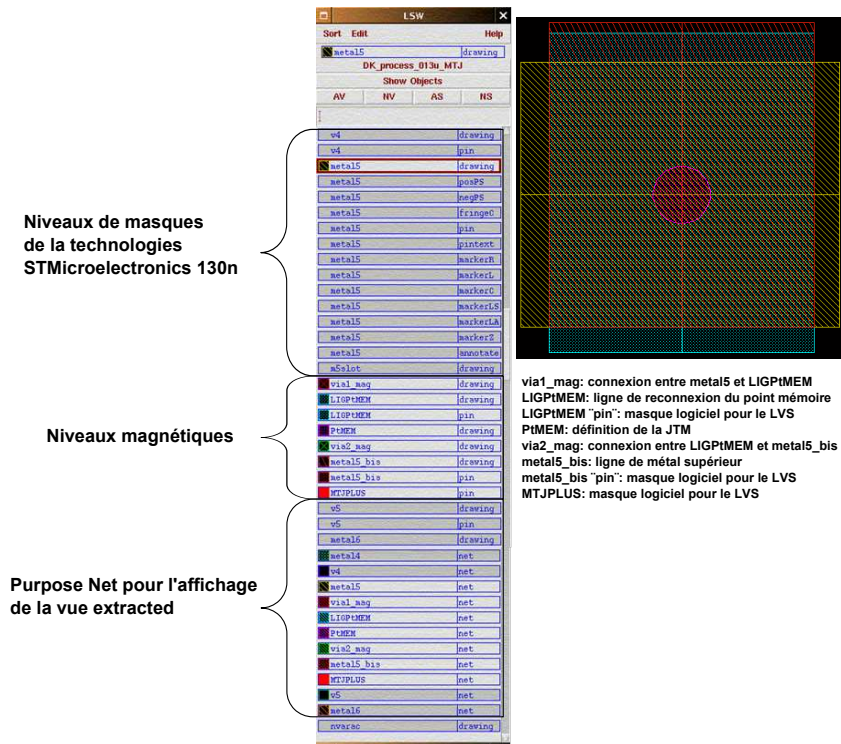 LSW
Sort Edit Help
metal5 drawing
DK_process_013u_MTJ
Show Objects
AV NV AS NS
v4 drawing
v4 pin
metal5 drawing
metal5 posPS
metal5 negPS
metal5 fringeC
metal5 pin
metal5 pintext
metal5 markerR
metal5 markerL
metal5 markerC
metal5 markerLS
metal5 markerLA
metal5 markerZ
metal5 annotate
m5slot drawing
via1_mag drawing
LIGPtMEM drawing
LIGPtMEM pin
PtMEM drawing
via2_mag drawing
metal5_bis drawing
metal5_bis pin
MTJPLUS pin
v5 drawing
v5 pin
metal6 drawing
metal4 net
v4 net
metal5 net
via1_mag net
LIGPtMEM net
PtMEM net
via2_mag net
metal5_bis net
MTJPLUS net
v5 net
metal6 net
nvarac drawing
Niveaux de masques
de la technologies
STMicroelectronics 130n
Niveaux magnétiques
Purpose Net pour l'affichage
de la vue extracted
via1_mag: connexion entre metal5 et LIGPtMEM
LIGPtMEM: ligne de reconnexion du point mémoire
LIGPtMEM ¨pin¨: masque logiciel pour le LVS
PtMEM: définition de la JTM
via2_mag: connexion entre LIGPtMEM et metal5_bis
metal5_bis: ligne de métal supérieur
metal5_bis ¨pin¨: masque logiciel pour le LVS
MTJPLUS: masque logiciel pour le LVS